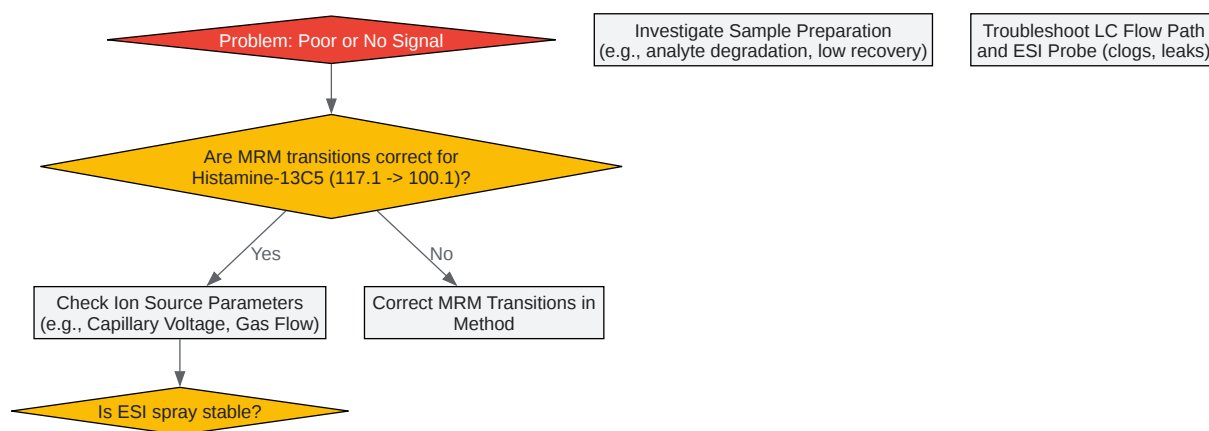 Problem: Poor or No Signal
Investigate Sample Preparation
(e.g., analyte degradation, low recovery)
Troubleshoot LC Flow Path
and ESI Probe (clogs, leaks)
Are MRM transitions correct for
Histamine-13C5 (117.1 -> 100.1)?
Yes
No
Check Ion Source Parameters
(e.g., Capillary Voltage, Gas Flow)
Correct MRM Transitions in
Method
Is ESI spray stable?